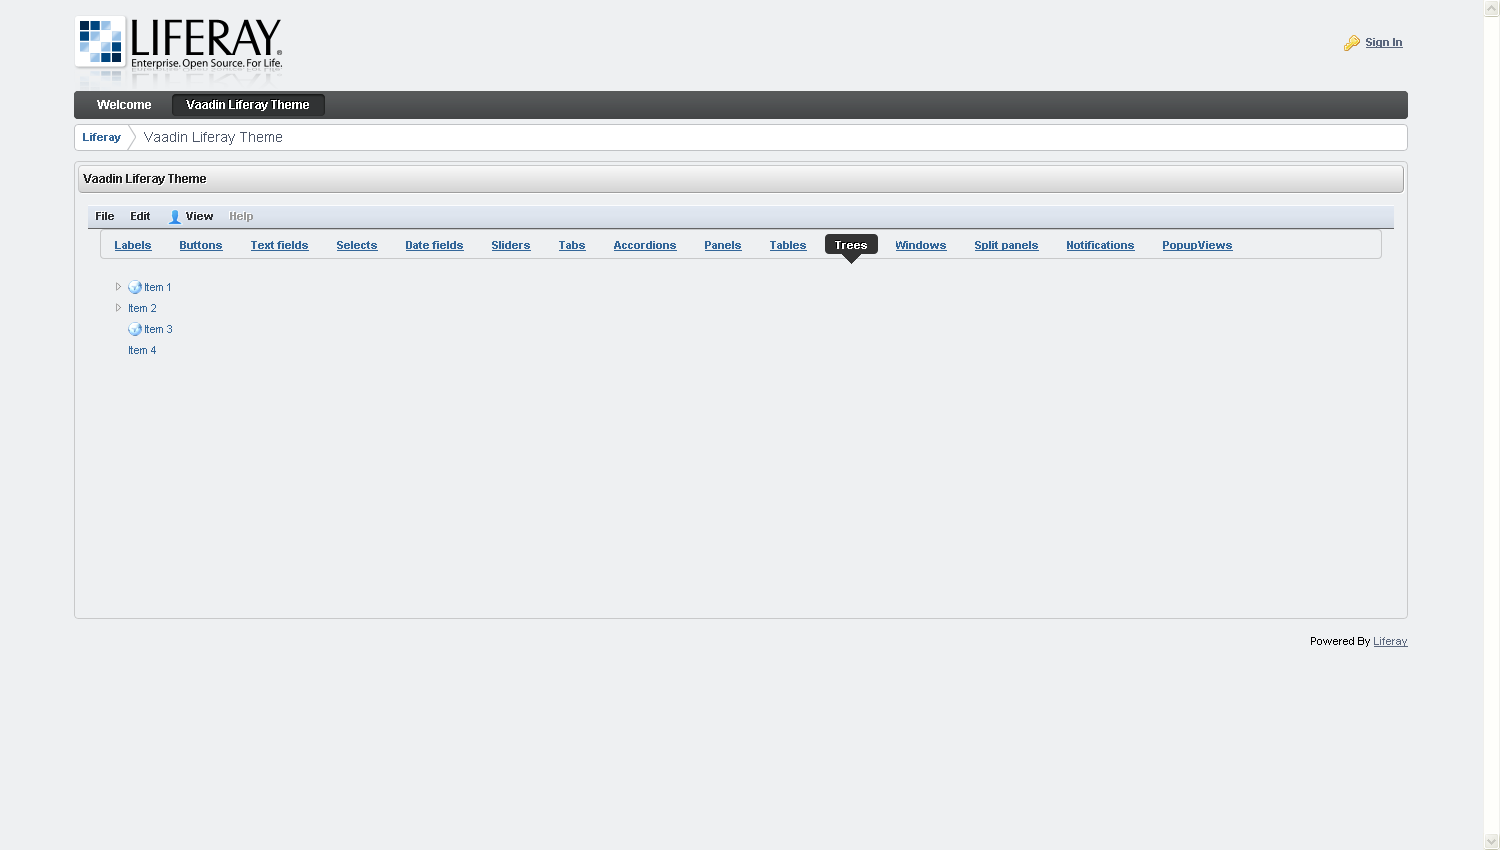 LIFERAY®
Enterprise. Open Source. For Life.
Sign In
Welcome Vaadin Liferay Theme
Liferay Vaadin Liferay Theme
Vaadin Liferay Theme
File Edit View Help
Labels Buttons Text fields Selects Date fields Sliders Tabs Accordions Panels Tables Trees Windows Split panels Notifications PopupViews
Item 1
Item 2
Item 3
Item 4
Powered By Liferay